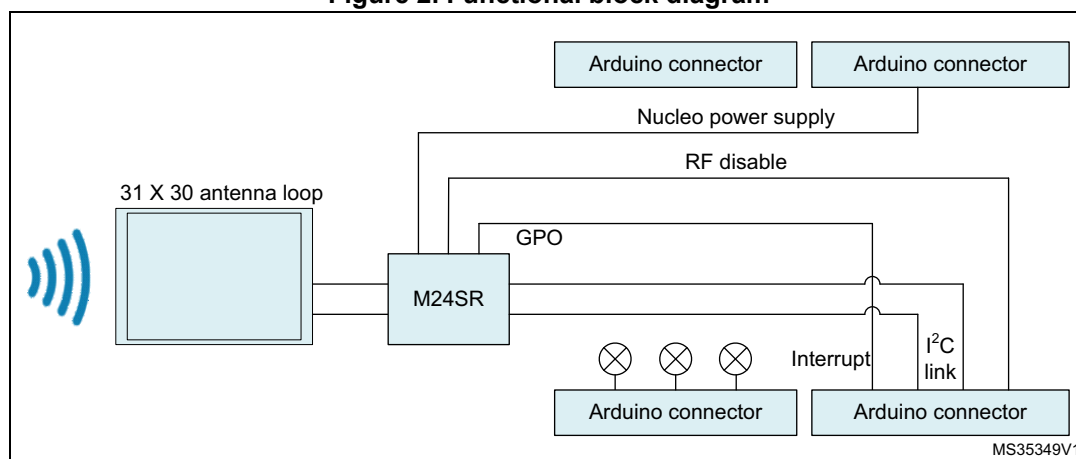 Figure 2. Functional block diagram
Arduino connector
Arduino connector
Nucleo power supply
RF disable
31 X 30 antenna loop
GPO
M24SR
Interrupt
I²C
link
Arduino connector
Arduino connector
MS35349V1